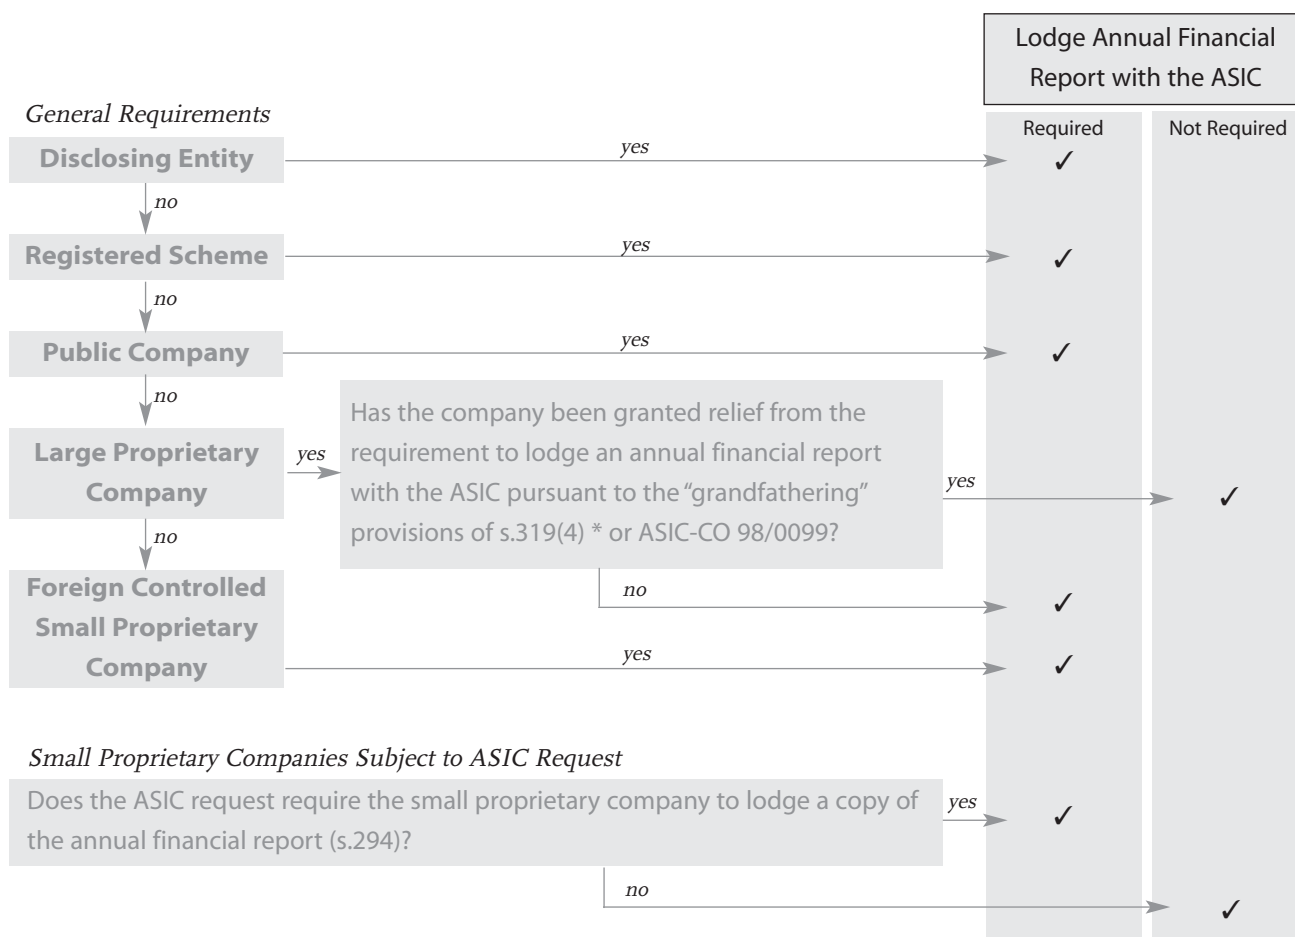 Lodge Annual Financial
Report with the ASIC
General Requirements
Required
Not Required
Disclosing Entity
yes
✓
no
Registered Scheme
yes
✓
no
Public Company
yes
✓
no
Large Proprietary
Company
yes
Has the company been granted relief from the
requirement to lodge an annual financial report
with the ASIC pursuant to the “grandfathering”
provisions of s.319(4) * or ASIC-CO 98/0099?
yes
✓
no
✓
no
Foreign Controlled
Small Proprietary
Company
yes
✓
Small Proprietary Companies Subject to ASIC Request
Does the ASIC request require the small proprietary company to lodge a copy of
the annual financial report (s.294)?
yes
✓
no
✓